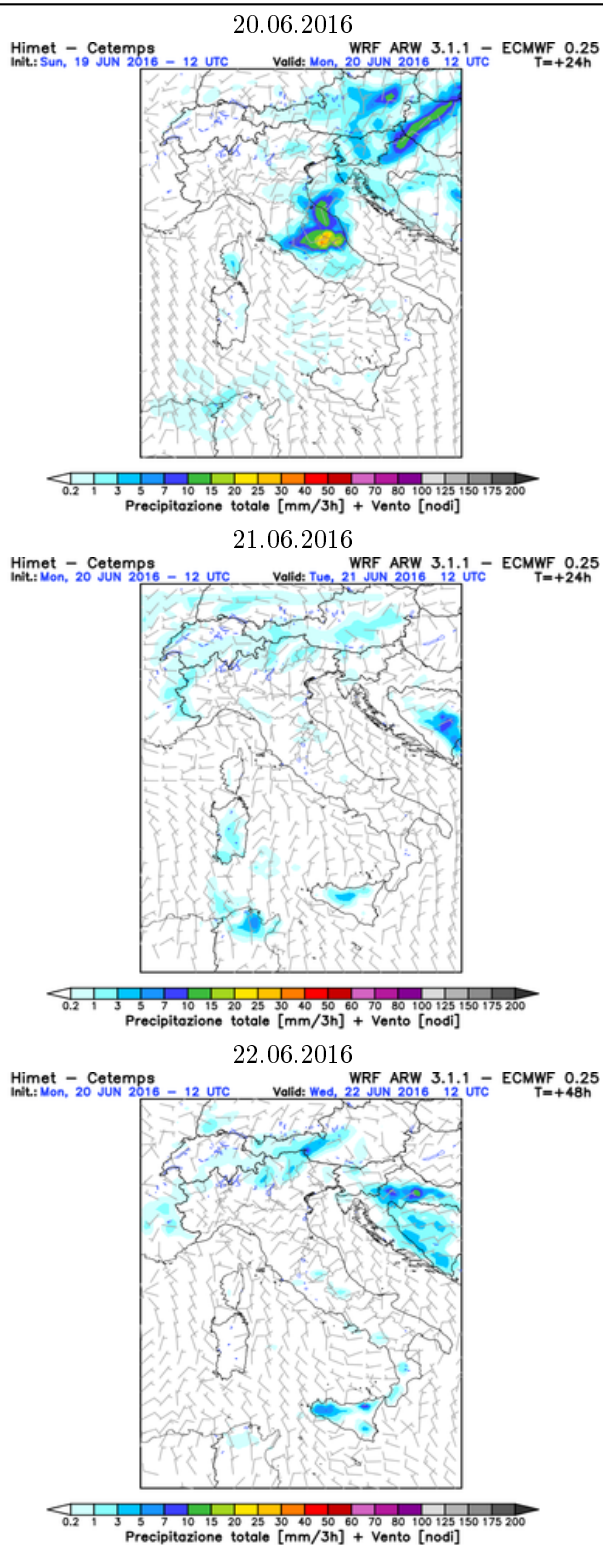 20.06.2016
Himet − Cetemps WRF ARW 3.1.1 − ECMWF 0.25
Init.: Sun, 19 JUN 2016 − 12 UTC Valid: Mon, 20 JUN 2016 12 UTC T=+24h
0.2 1 3 5 7 10 15 20 25 30 40 50 60 70 80 100 125 150 175 200
Precipitazione totale [mm/3h] + Vento [nodi]
21.06.2016
Himet − Cetemps WRF ARW 3.1.1 − ECMWF 0.25
Init.: Mon, 20 JUN 2016 − 12 UTC Valid: Tue, 21 JUN 2016 12 UTC T=+24h
0.2 1 3 5 7 10 15 20 25 30 40 50 60 70 80 100 125 150 175 200
Precipitazione totale [mm/3h] + Vento [nodi]
22.06.2016
Himet − Cetemps WRF ARW 3.1.1 − ECMWF 0.25
Init.: Mon, 20 JUN 2016 − 12 UTC Valid: Wed, 22 JUN 2016 12 UTC T=+48h
0.2 1 3 5 7 10 15 20 25 30 40 50 60 70 80 100 125 150 175 200
Precipitazione totale [mm/3h] + Vento [nodi]